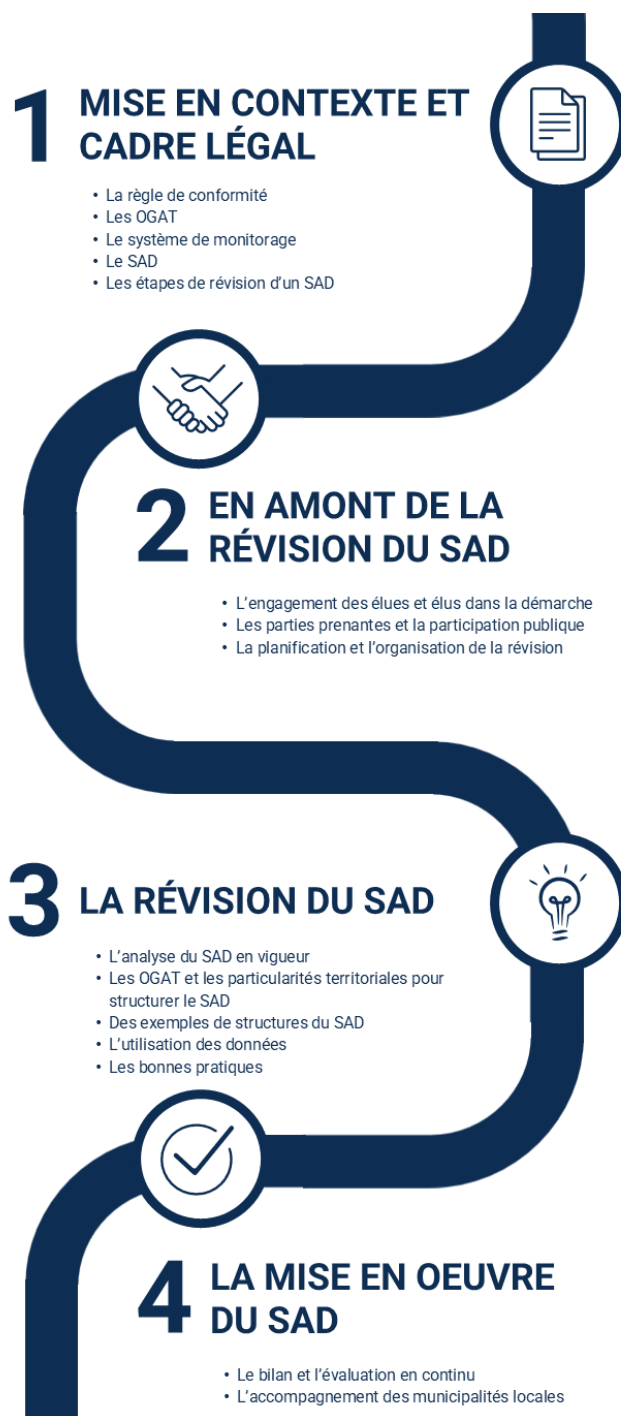 1
MISE EN CONTEXTE ET
CADRE LÉGAL
• La règle de conformité
• Les OGAT
• Le système de monitorage
• Le SAD
• Les étapes de révision d'un SAD
2
EN AMONT DE LA
RÉVISION DU SAD
• L'engagement des élues et élus dans la démarche
• Les parties prenantes et la participation publique
• La planification et l'organisation de la révision
3
LA RÉVISION DU SAD
• L'analyse du SAD en vigueur
• Les OGAT et les particularités territoriales pour
structurer le SAD
• Des exemples de structures du SAD
• L'utilisation des données
• Les bonnes pratiques
4
LA MISE EN OEUVRE
DU SAD
• Le bilan et l'évaluation en continu
• L'accompagnement des municipalités locales